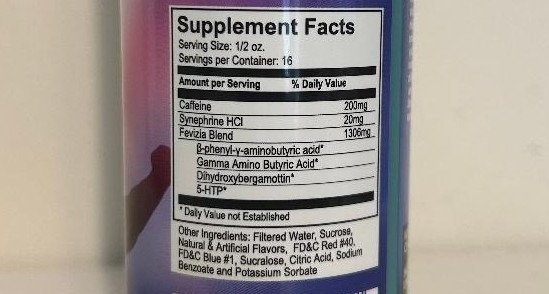 Supplement Facts
Serving Size: 1/2 oz.
Servings per Container: 16
Amount per Serving % Daily Value
Caffeine 200mg
Synephrine HCl 20mg
Fevizia Blend 1306mg
β-phenyl-γ-aminobutyric acid*
Gamma Amino Butyric Acid*
Dihydroxybergamottin*
5-HTP*
* Daily Value not Established
Other Ingredients: Filtered Water, Sucrose,
Natural & Artificial Flavors, FD&C Red #40,
FD&C Blue #1, Sucralose, Citric Acid, Sodium
Benzoate and Potassium Sorbate